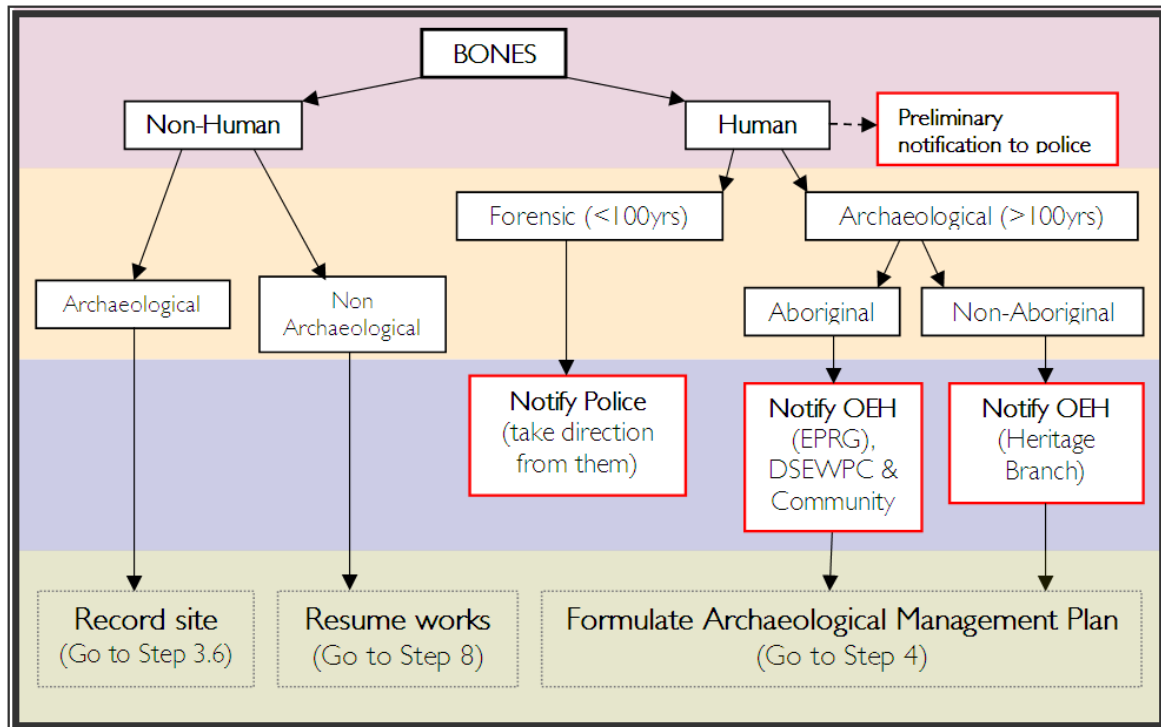 BONES
Non-Human
Human
Preliminary
notification to police
Forensic (<100yrs)
Archaeological (>100yrs)
Archaeological
Non
Archaeological
Aboriginal
Non-Aboriginal
Notify Police
(take direction
from them)
Notify OEH
(EPRG),
DSEWPC &
Community
Notify OEH
(Heritage
Branch)
Record site
(Go to Step 3.6)
Resume works
(Go to Step 8)
Formulate Archaeological Management Plan
(Go to Step 4)